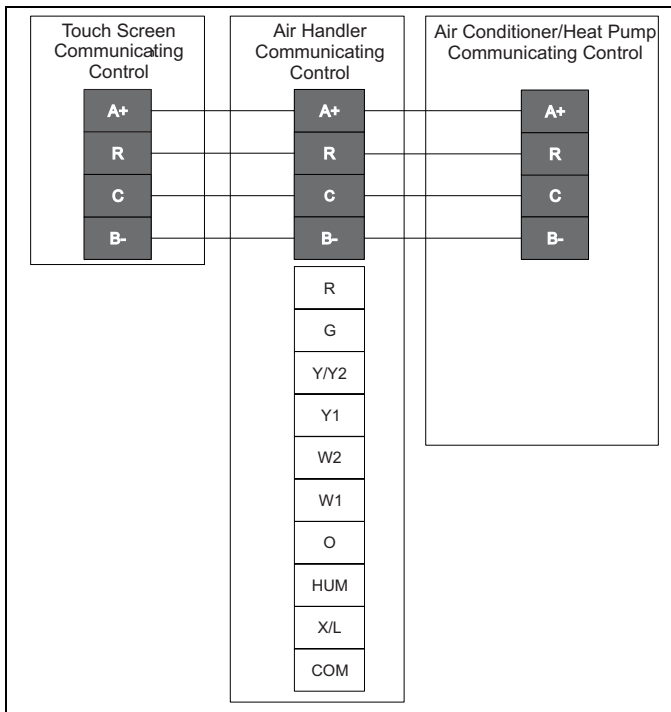 Touch Screen
Communicating
Control
A+
R
C
B-
Air Handler
Communicating
Control
A+
R
C
B-
R
G
Y/Y2
Y1
W2
W1
O
HUM
X/L
COM
Air Conditioner/Heat Pump
Communicating Control
A+
R
C
B-